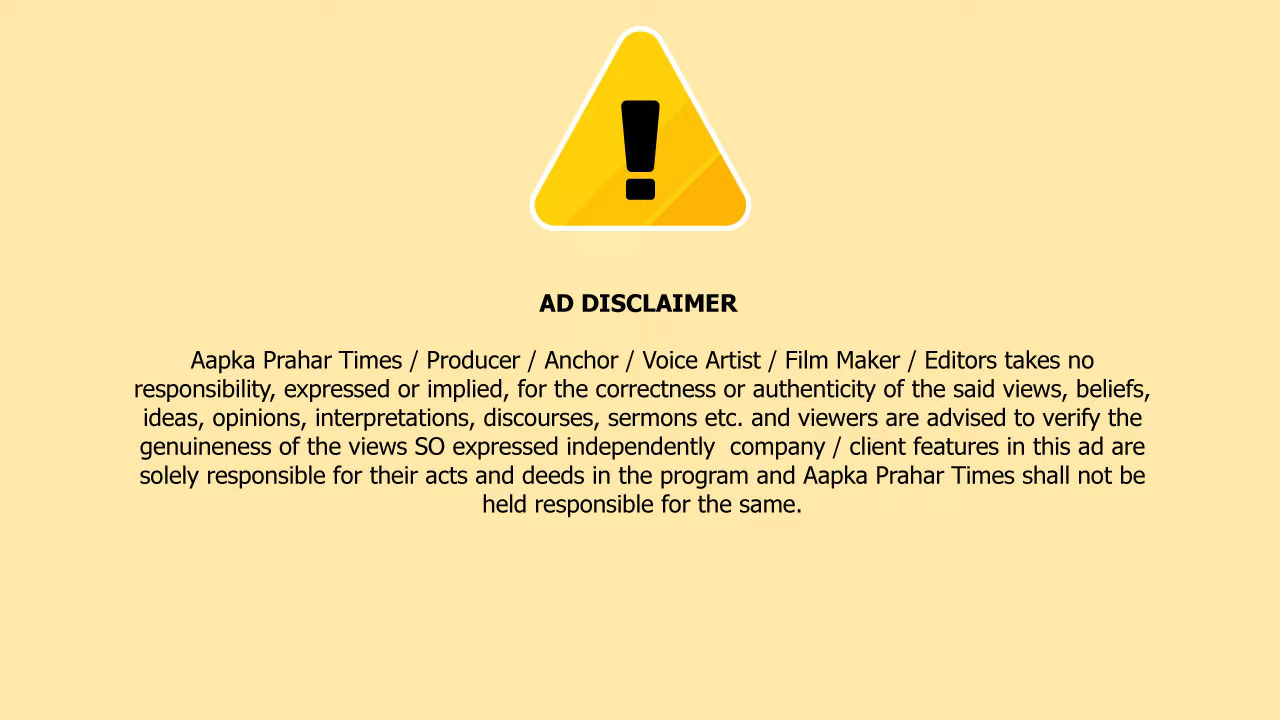 AD DISCLAIMER
Aapka Prahar Times / Producer / Anchor / Voice Artist / Film Maker / Editors takes no
responsibility, expressed or implied, for the correctness or authenticity of the said views, beliefs,
ideas, opinions, interpretations, discourses, sermons etc. and viewers are advised to verify the
genuineness of the views SO expressed independently  company / client features in this ad are
solely responsible for their acts and deeds in the program and Aapka Prahar Times shall not be
held responsible for the same.